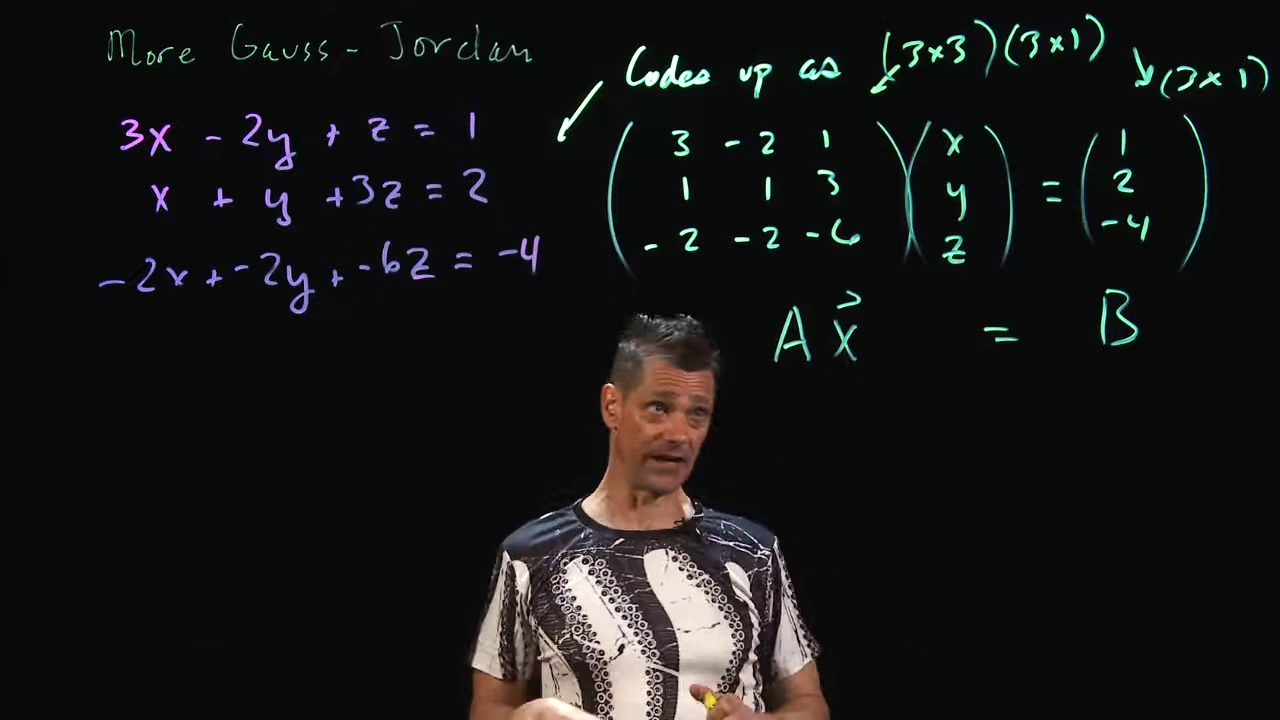 More Gauss-Jordan
3x - 2y + z = 1
x + y + 3z = 2
-2x + -2y + -6z = -4
Codes up as (3x3)(3x1) (3x1)
3 -2 1 x 1
1 1 3 y = 2
-2 -2 -6 z -4
A x⃗ = B